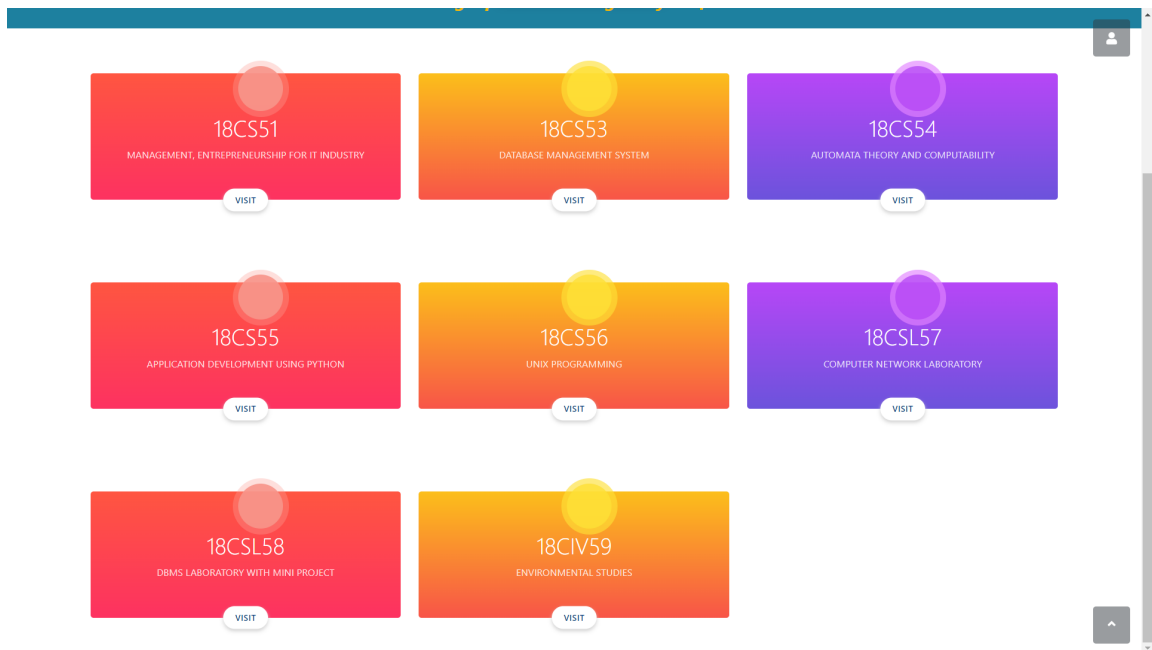 18CS51
MANAGEMENT, ENTREPRENEURSHIP FOR IT INDUSTRY
VISIT
18CS53
DATABASE MANAGEMENT SYSTEM
VISIT
18CS54
AUTOMATA THEORY AND COMPUTABILITY
VISIT
18CS55
APPLICATION DEVELOPMENT USING PYTHON
VISIT
18CS56
UNIX PROGRAMMING
VISIT
18CSL57
COMPUTER NETWORK LABORATORY
VISIT
18CSL58
DBMS LABORATORY WITH MINI PROJECT
VISIT
18CIV59
ENVIRONMENTAL STUDIES
VISIT